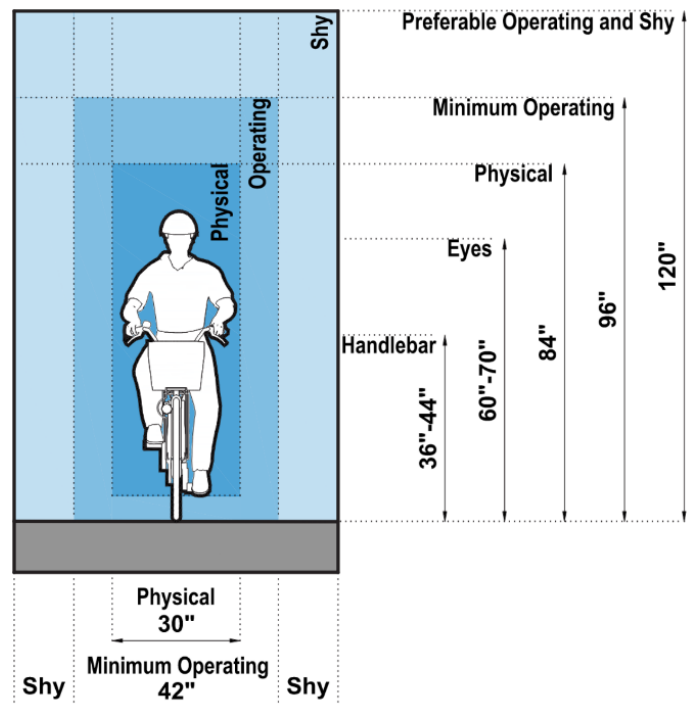 Shy
Preferable Operating and Shy
Operating
Minimum Operating
Physical
Physical
Eyes
Handlebar
36"-44"
60"-70"
84"
96"
120"
Physical
30"
Minimum Operating
Shy
42"
Shy